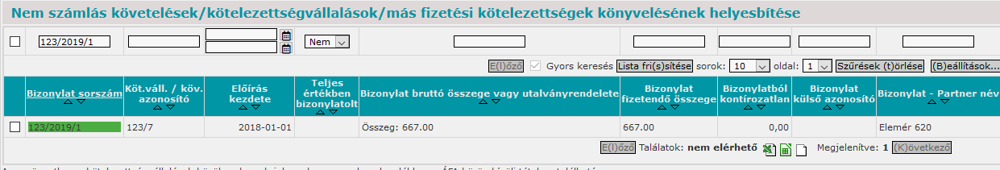 Nem számlás követelések/kötelezettségvállalások/más fizetési kötelezettségek könyvelésének helyesbítése
123/2019/1 Nem
E(l)őző Gyors keresés Lista fri(s)sítése sorok: 10 oldal: 1 Szűrések (t)örlése (B)eállítások...
Bizonylat sorszám
Köt.váll. / köv.
azonosító
Előírás
kezdete
Teljes
értékben
bizonylatolt
Bizonylat bruttó összege vagy utalványrendelete
Bizonylat
fizetendő összege
Bizonylatból
kontírozatlan
Bizonylat
külső azonosító
Bizonylat - Partner név
123/2019/1 123/7 2018-01-01 Összeg: 667.00 667.00 0,00 Elemér 620
E(l)őző Találatok: nem elérhető Megjelenítve: 1 (K)övetkező